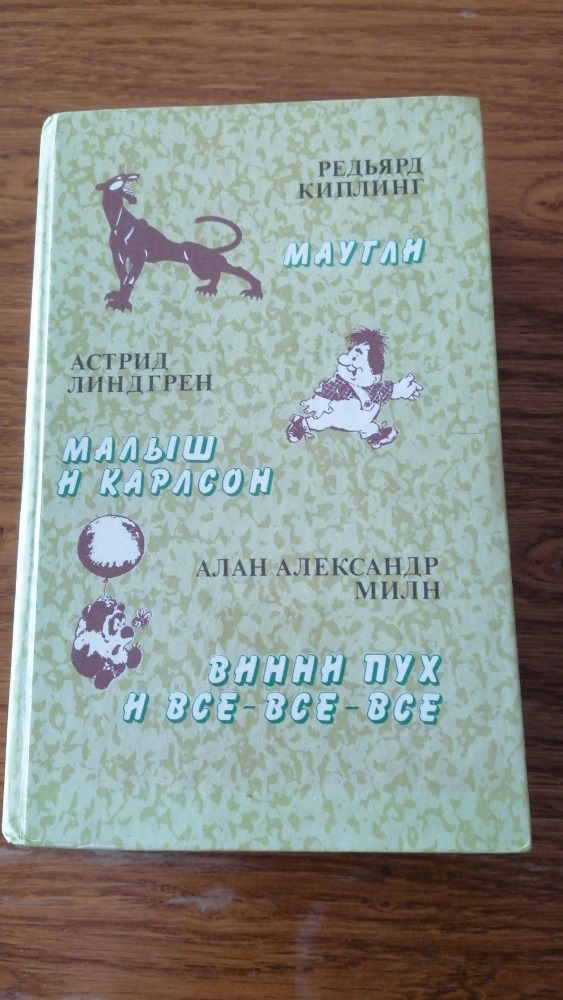 РЕДЬЯРД
КИПЛИНГ
МАУГЛИ
АСТРИД
ЛИНДГРЕН
МАЛЫШ
И КАРЛСОН
АЛАН АЛЕКСАНДР
МИЛН
ВИННИ ПУХ
И ВСЕ-ВСЕ-ВСЕ